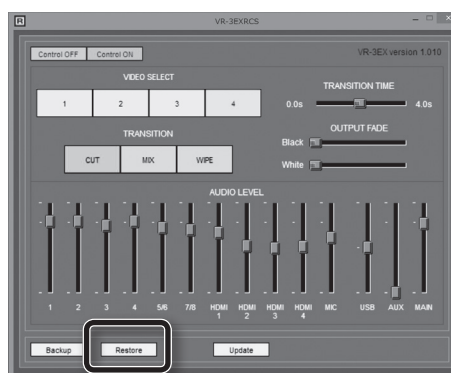 R VR-3EXRCS
Control OFF Control ON VR-3EX version 1.010
VIDEO SELECT
1 2 3 4
TRANSITION TIME
0.0s 4.0s
TRANSITION
CUT MIX WIPE
OUTPUT FADE
Black
White
AUDIO LEVEL
1 2 3 4 5/6 7/8 HDMI 1 HDMI 2 HDMI 3 HDMI 4 MIC USB AUX MAIN
Backup Restore Update